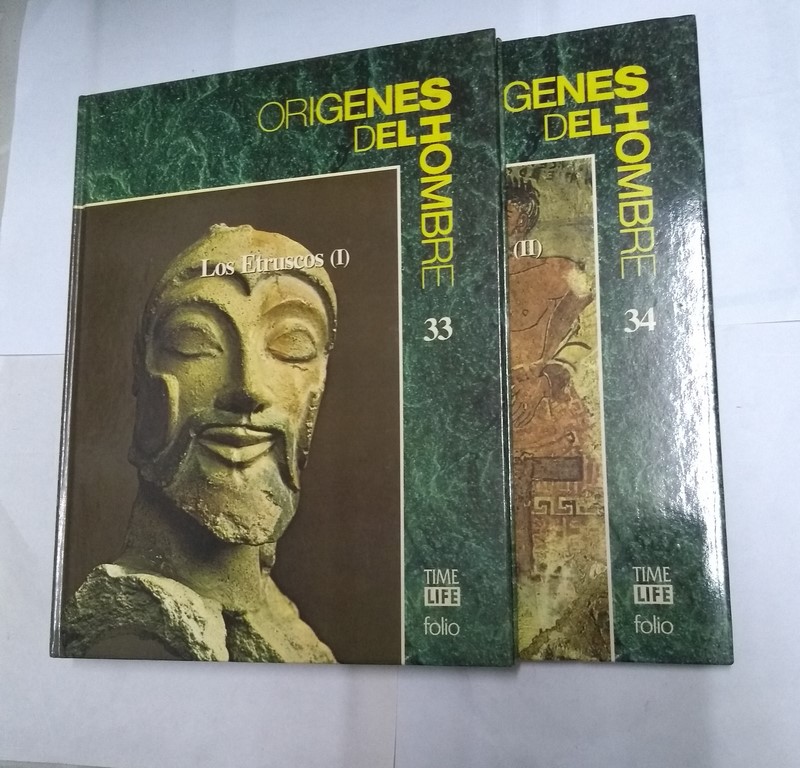 ORIGENES
DEL
HOMBRE
Los Etruscos (I)
33
TIME
LIFE
folio
GENES
DEL
HOMBRE
(II)
34
TIME
LIFE
folio